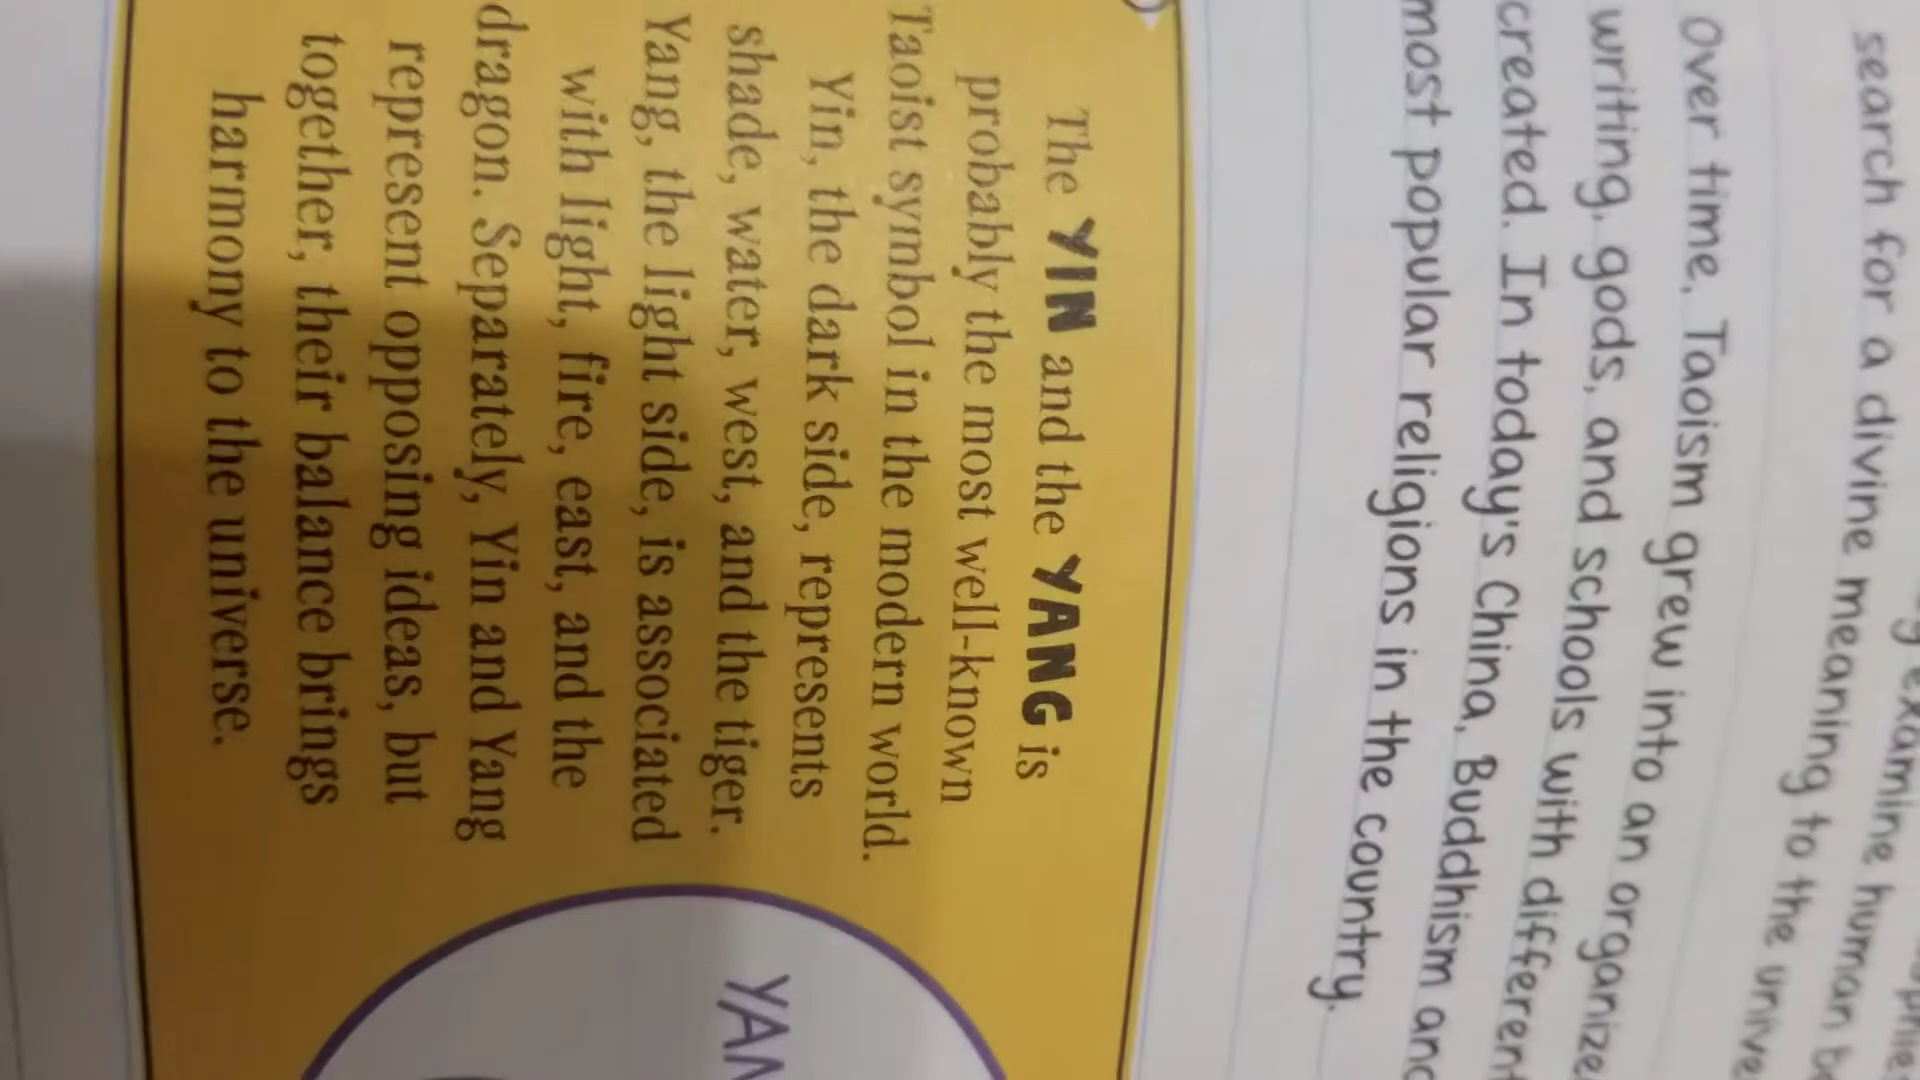 examine human b
search for a divine meaning to the unive
Over time, Taoism grew into an organize
writing, gods, and schools with different
created. In today's China, Buddhism and
most popular religions in the country.
The YIN and the YANG is
probably the most well-known
Taoist symbol in the modern world.
Yin, the dark side, represents
shade, water, west, and the tiger.
Yang, the light side, is associated
with light, fire, east, and the
dragon. Separately, Yin and Yang
represent opposing ideas, but
together, their balance brings
harmony to the universe.
YAN